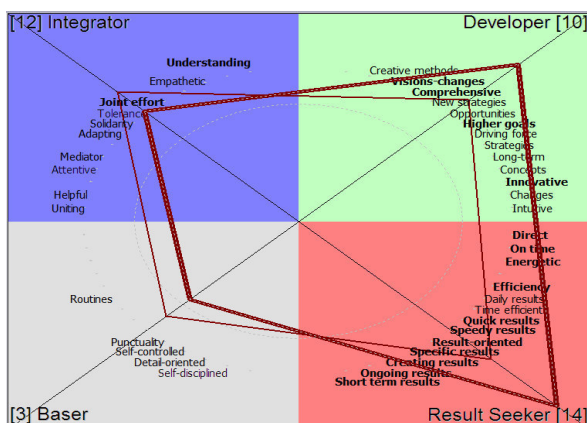 [12] Integrator
Developer [10]
Understanding
Empathetic
Joint effort
Tolerance
Solidarity
Adapting
Mediator
Attentive
Helpful
Uniting
Creative methods
Visions-changes
Comprehensive
New strategies
Opportunities
Higher goals
Driving force
Strategies
Long-term
Concepts
Innovative
Changes
Intuitive
Routines
Punctuality
Self-controlled
Detail-oriented
Self-disciplined
Direct
On time
Energetic
Efficiency
Daily results
Time efficient
Quick results
Speedy results
Result-oriented
Specific results
Creating results
Ongoing results
Short term results
[3] Baser
Result Seeker [14]